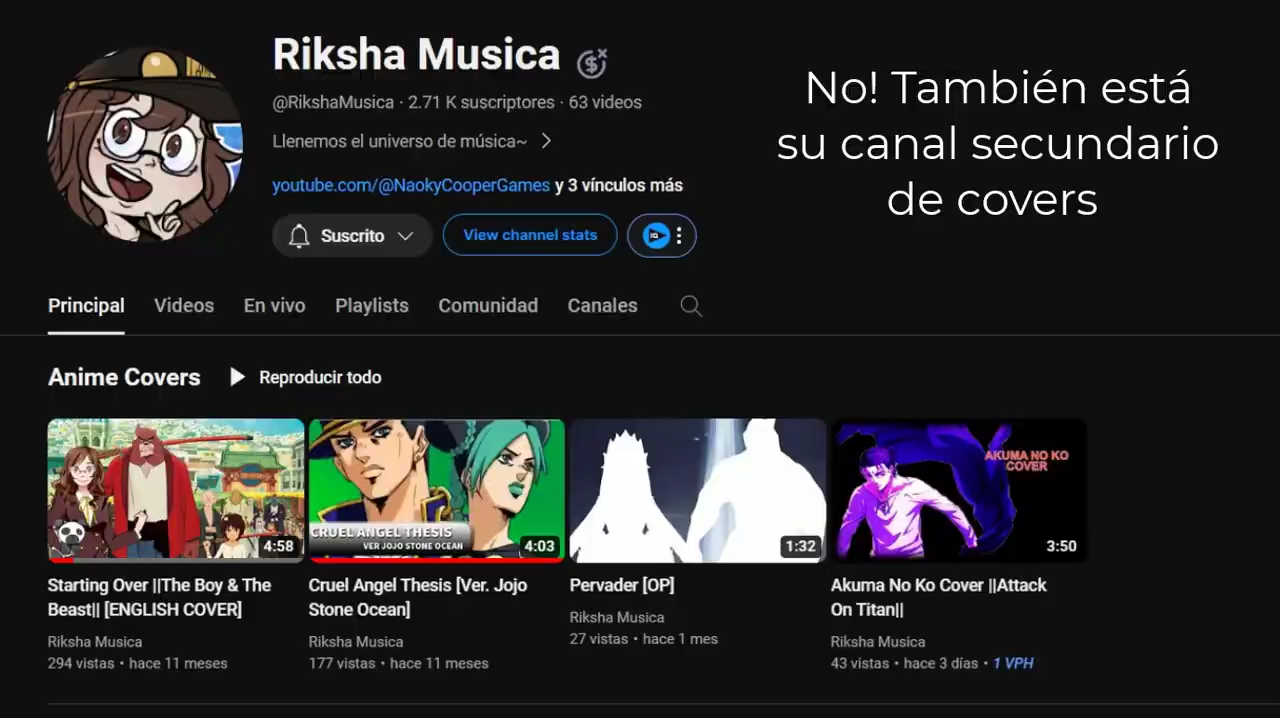 Riksha Musica
@RikshaMusica · 2.71 K suscriptores · 63 videos
Llenemos el universo de música~
youtube.com/@NaokyCooperGames y 3 vínculos más
Suscrito
View channel stats
IQ
No! También está
su canal secundario
de covers
Principal Videos En vivo Playlists Comunidad Canales
Anime Covers Reproducir todo
4:58
CRUEL ANGEL THESIS
VER JOJO STONE OCEAN
4:03
1:32
AKUMA NO KO
COVER
3:50
Starting Over ||The Boy & The
Beast|| [ENGLISH COVER]
Riksha Musica
294 vistas • hace 11 meses
Cruel Angel Thesis [Ver. Jojo
Stone Ocean]
Riksha Musica
177 vistas • hace 11 meses
Pervader [OP]
Riksha Musica
27 vistas • hace 1 mes
Akuma No Ko Cover ||Attack
On Titan||
Riksha Musica
43 vistas • hace 3 días • 1 VPH